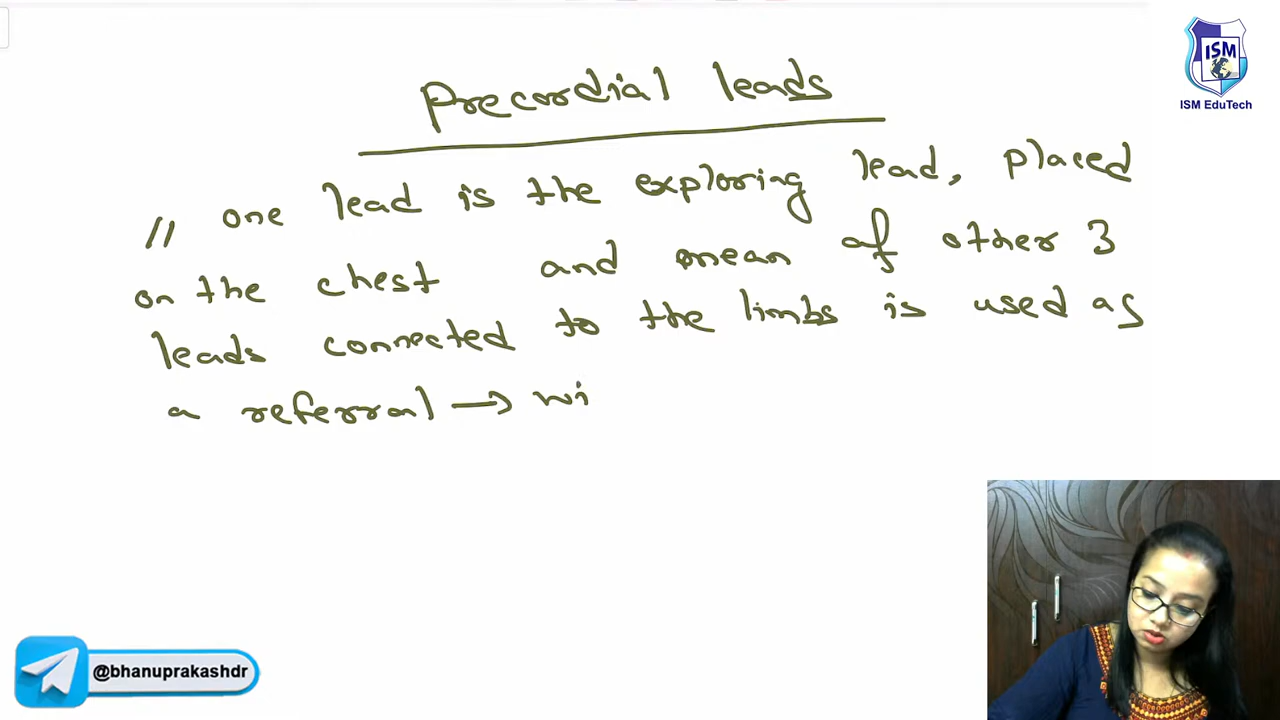 Precordial leads
ISM
ISM EduTech
// one lead is the exploring lead, placed
on the chest and mean of other 3
leads connected to the limbs is used as
a referral → wi
@bhanuprakashdr